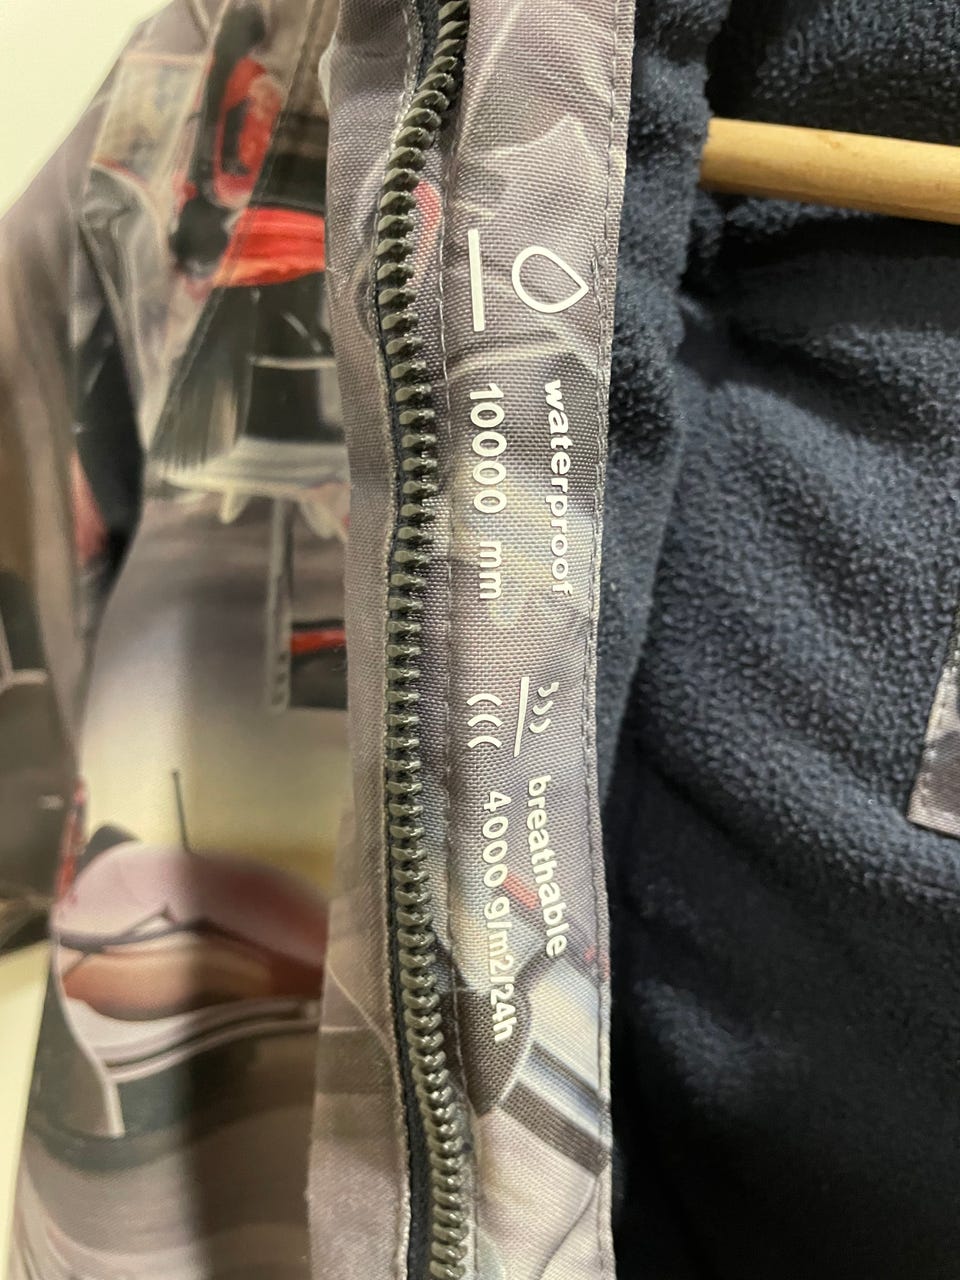 waterproof
10000 mm
breathable
4000 g/m2/24h